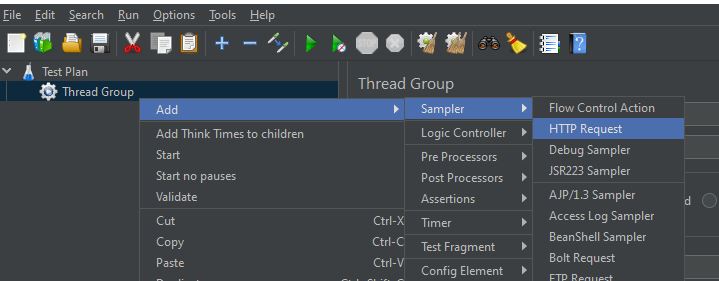 File Edit Search Run Options Tools Help
STOP
Test Plan
Thread Group
Thread Group
Add
Add Think Times to children
Start
Start no pauses
Validate
Cut Ctrl-X
Copy Ctrl-C
Paste Ctrl-V
Sampler
Logic Controller
Pre Processors
Post Processors
Assertions
Timer
Test Fragment
Config Element
Flow Control Action
HTTP Request
Debug Sampler
JSR223 Sampler
AJP/1.3 Sampler
Access Log Sampler
BeanShell Sampler
Bolt Request
FTP Request
d